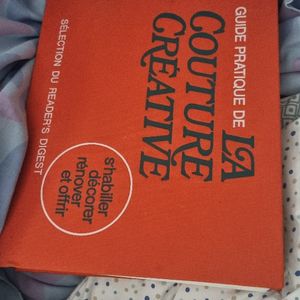 GUIDE PRATIQUE DE
LA
COUTURE
CRÉATIVE
s'habiller
décorer
rénover
et offrir
SÉLECTION DU READER'S DIGEST